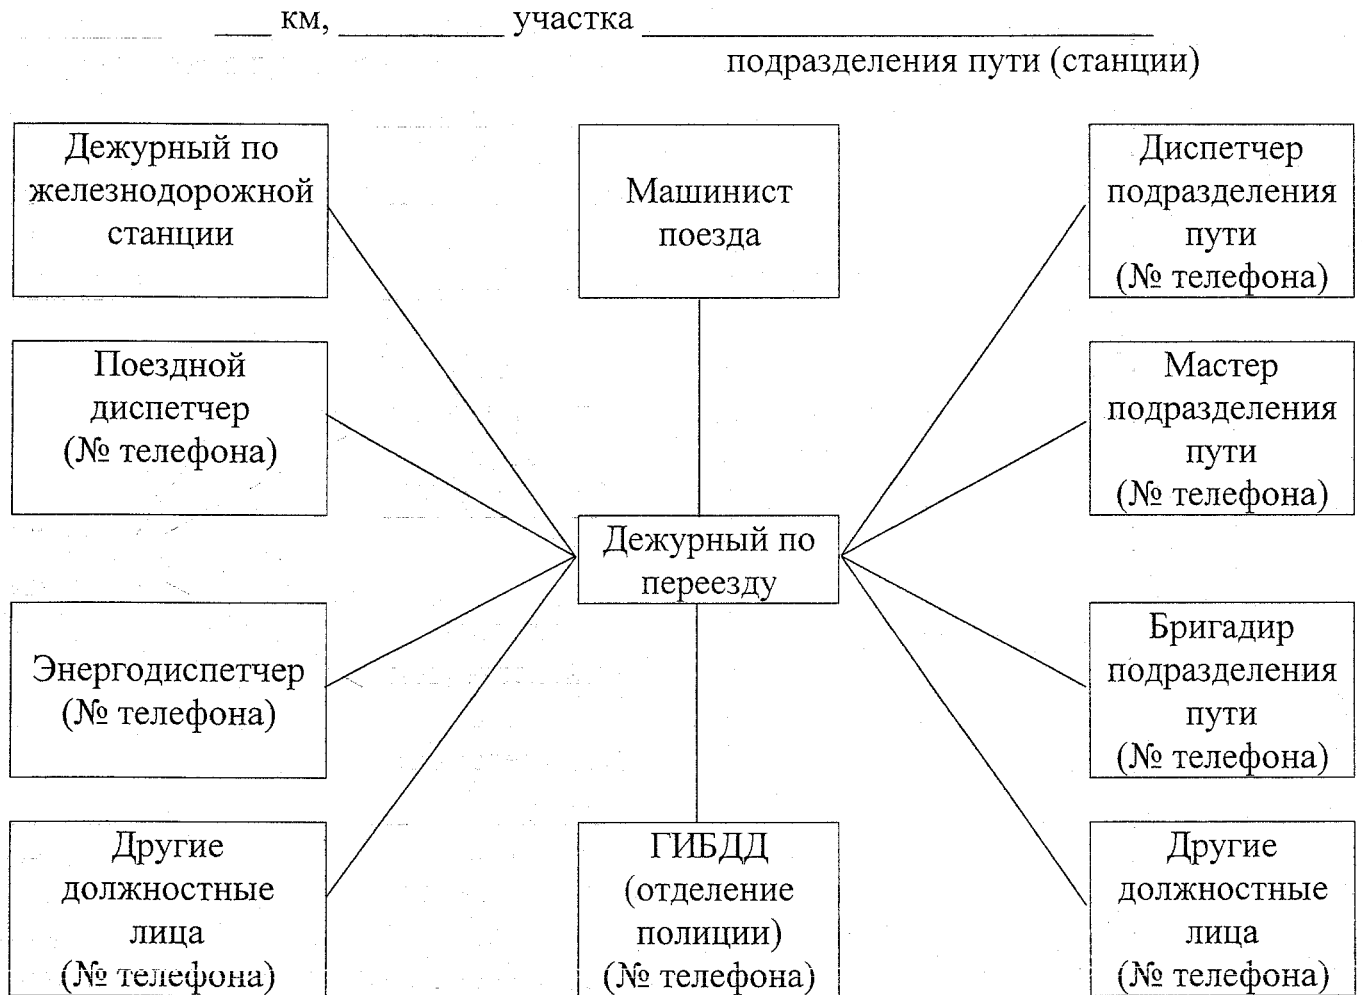 ___ км, _________ участка ____________________________
подразделения пути (станции)
Дежурный по
железнодорожной
станции
Машинист
поезда
Диспетчер
подразделения
пути
(№ телефона)
Поездной
диспетчер
(№ телефона)
Мастер
подразделения
пути
(№ телефона)
Дежурный по
переезду
Энергодиспетчер
(№ телефона)
Бригадир
подразделения
пути
(№ телефона)
Другие
должностные
лица
(№ телефона)
ГИБДД
(отделение
полиции)
(№ телефона)
Другие
должностные
лица
(№ телефона)